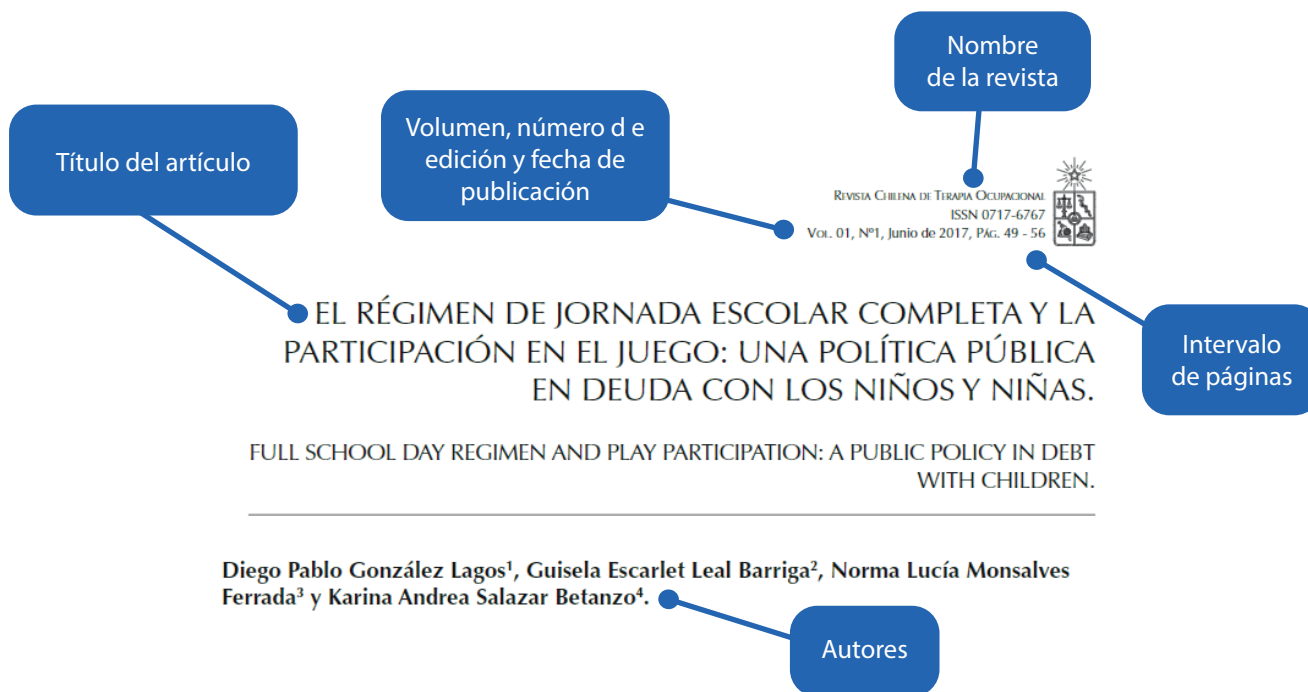 Nombre
de la revista
Volumen, número d e
edición y fecha de
publicación
Título del artículo
Revista Chilena de Terapia Ocupacional
ISSN 0717-6767
Vol. 01, Nº1, Junio de 2017, Pág. 49 - 56
EL RÉGIMEN DE JORNADA ESCOLAR COMPLETA Y LA
PARTICIPACIÓN EN EL JUEGO: UNA POLÍTICA PÚBLICA
EN DEUDA CON LOS NIÑOS Y NIÑAS.
Intervalo
de páginas
FULL SCHOOL DAY REGIMEN AND PLAY PARTICIPATION: A PUBLIC POLICY IN DEBT
WITH CHILDREN.
Diego Pablo González Lagos¹, Guisela Escarlet Leal Barriga², Norma Lucía Monsalves
Ferrada³ y Karina Andrea Salazar Betanzo⁴.
Autores